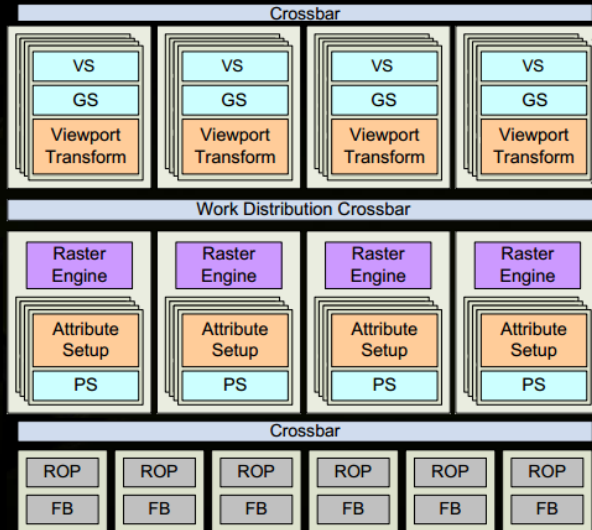 Crossbar
VS VS VS VS
GS GS GS GS
Viewport Viewport Viewport Viewport
Transform Transform Transform Transform
Work Distribution Crossbar
Raster Raster Raster Raster
Engine Engine Engine Engine
Attribute Attribute Attribute Attribute
Setup Setup Setup Setup
PS PS PS PS
Crossbar
ROP ROP ROP ROP ROP ROP
FB FB FB FB FB FB